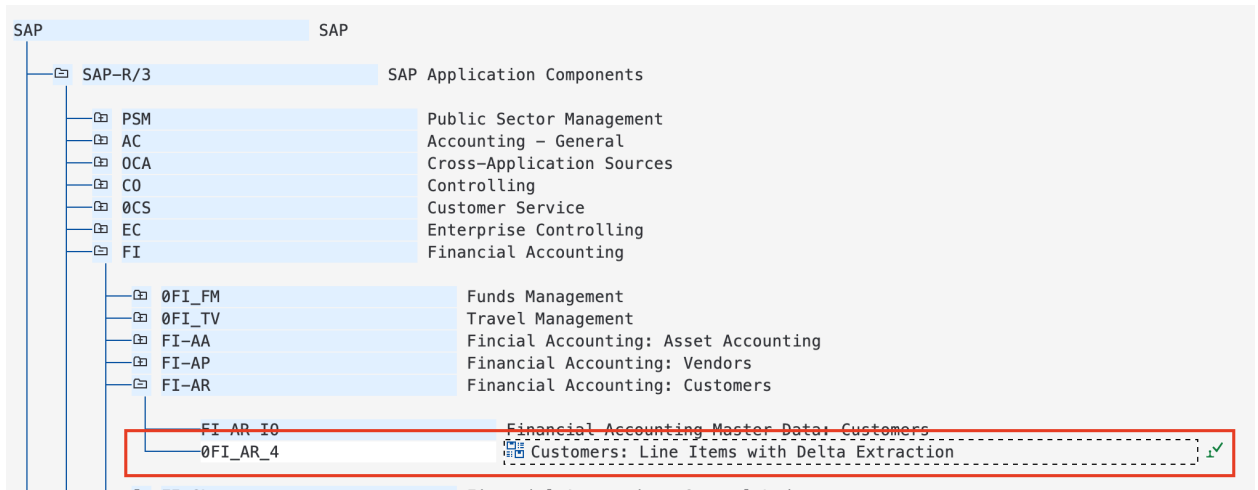 SAP SAP
SAP-R/3 SAP Application Components
PSM Public Sector Management
AC Accounting - General
OCA Cross-Application Sources
CO Controlling
0CS Customer Service
EC Enterprise Controlling
FI Financial Accounting
0FI_FM Funds Management
0FI_TV Travel Management
FI-AA Fincial Accounting: Asset Accounting
FI-AP Financial Accounting: Vendors
FI-AR Financial Accounting: Customers
FI-AR-IO Financial Accounting Master Data: Customers
0FI_AR_4 Customers: Line Items with Delta Extraction